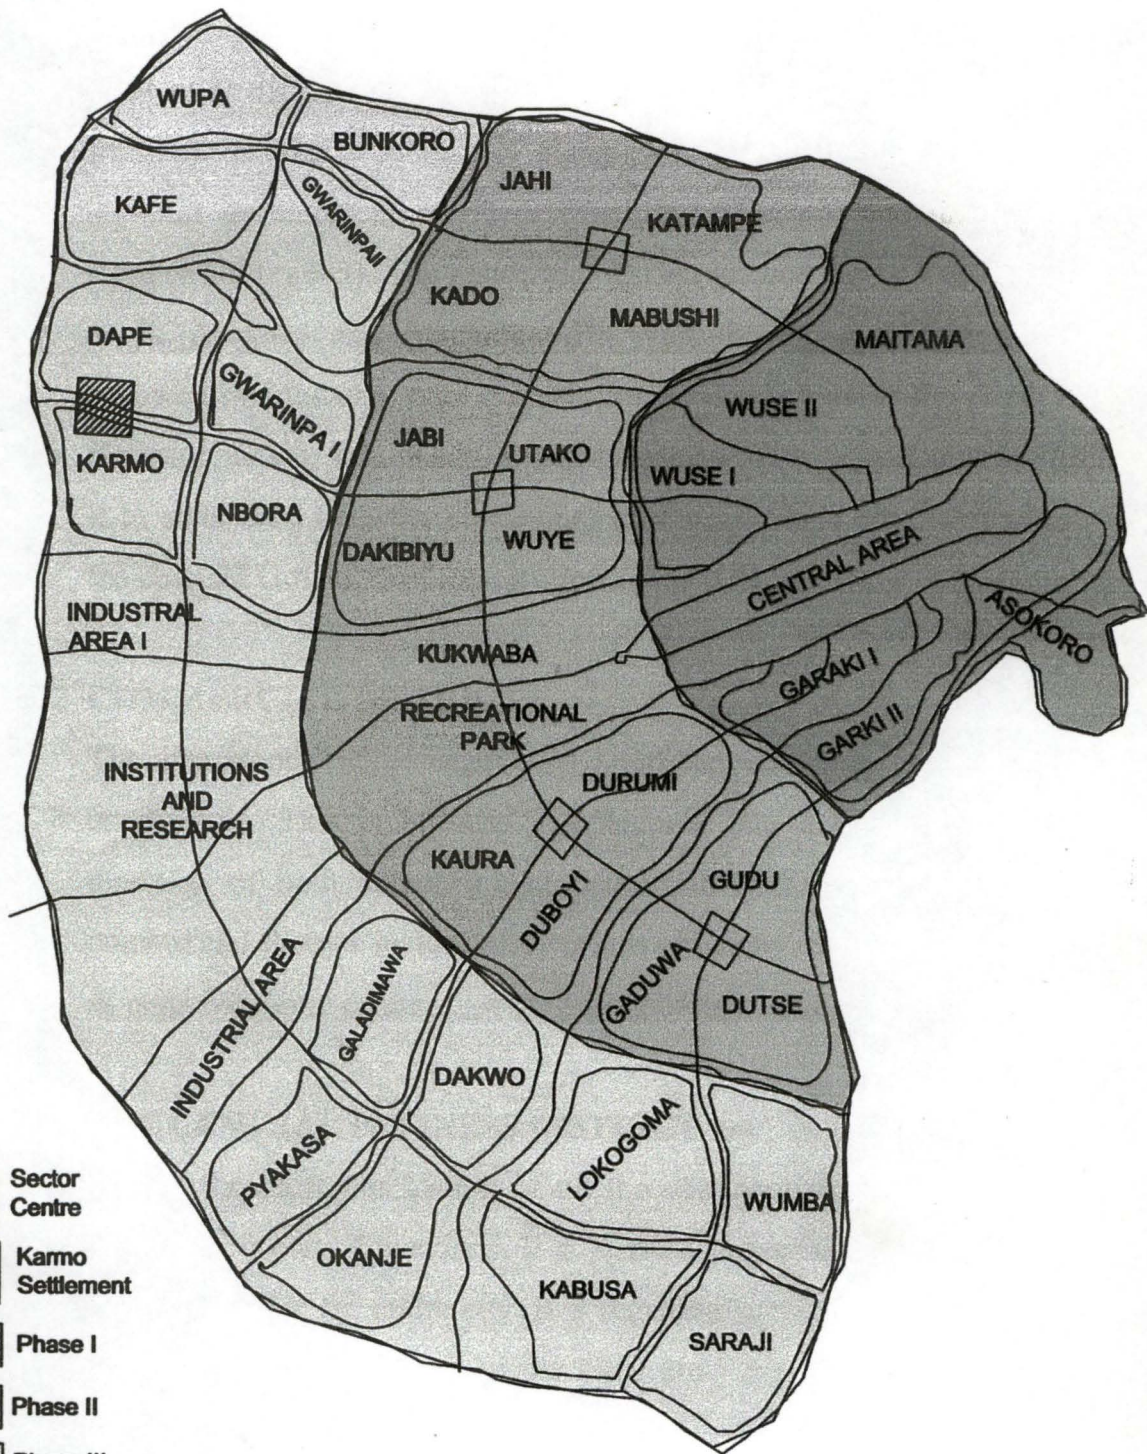 WUPA
BUNKORO
JAHI
KAFE
GWARINPAII
KATAMPE
KADO
MABUSHI
DAPE
MAITAMA
GWARINPA I
WUSE II
JABI
UTAKO
KARMO
WUSE I
NBORA
DAKIBIYU
WUYE
CENTRAL AREA
INDUSTRAL
AREA I
ASOKORO
KUKWABA
GARAKI I
RECREATIONAL
PARK
GARKI II
INSTITUTIONS
AND
RESEARCH
DURUMI
KAURA
GUDU
DUBOYI
INDUSTRIAL AREA
GALADIMAWA
GADUWA
DUTSE
DAKWO
LOKOGOMA
PYAKASA
WUMBA
OKANJE
KABUSA
SARAJI
Sector
Centre
Karmo
Settlement
Phase I
Phase II